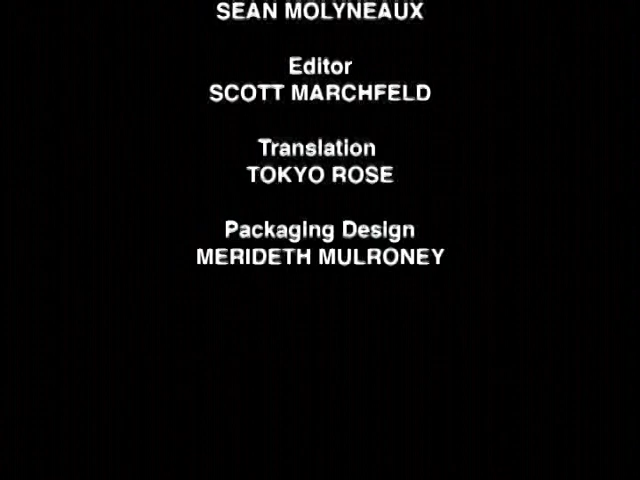 SEAN MOLYNEAUX
Editor
SCOTT MARCHFELD
Translation
TOKYO ROSE
Packaging Design
MERIDETH MULRONEY